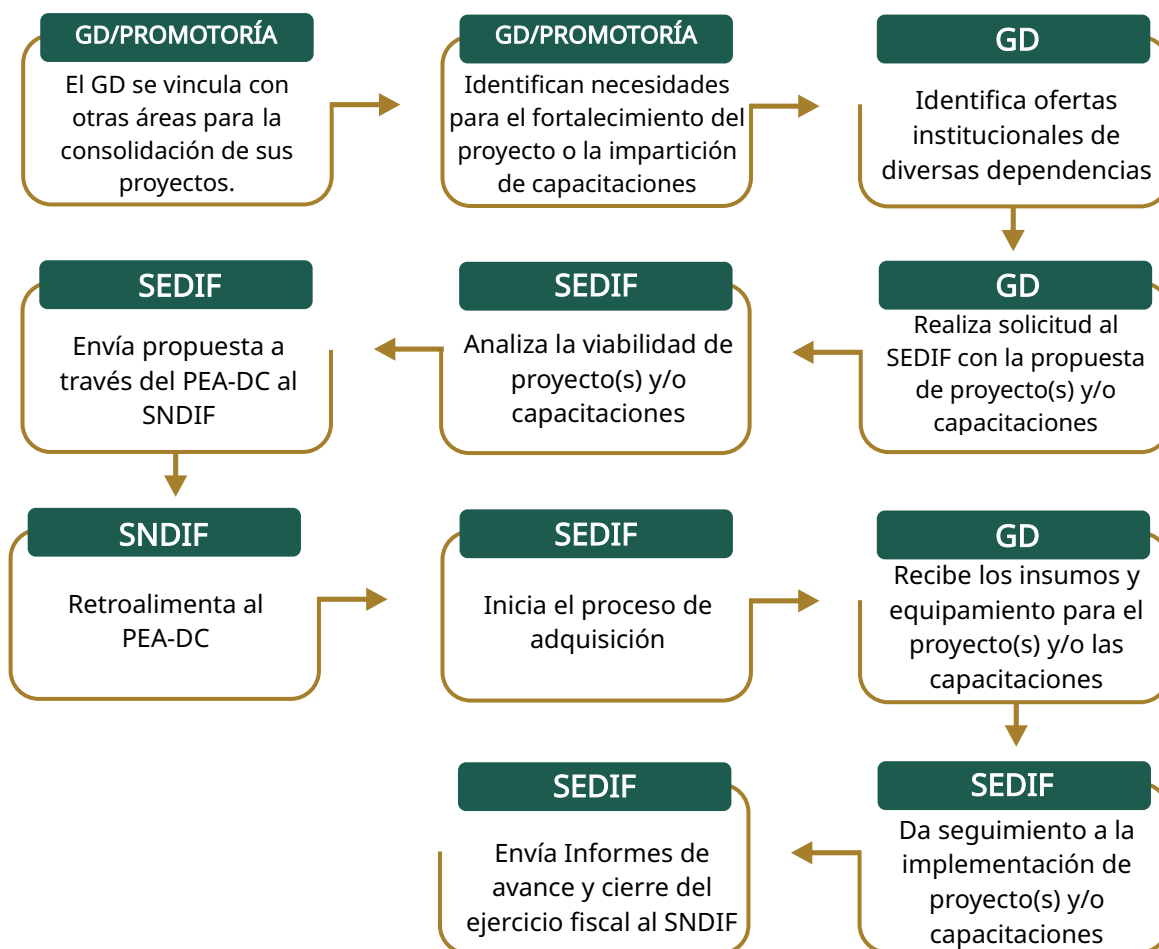 GD/PROMOTORÍA
El GD se vincula con
otras áreas para la
consolidación de sus
proyectos.
GD/PROMOTORÍA
Identifican necesidades
para el fortalecimiento del
proyecto o la impartición
de capacitaciones
GD
Identifica ofertas
institucionales de
diversas dependencias
GD
Realiza solicitud al
SEDIF con la propuesta
de proyecto(s) y/o
capacitaciones
SEDIF
Analiza la viabilidad de
proyecto(s) y/o
capacitaciones
SEDIF
Envía propuesta a
través del PEA-DC al
SNDIF
SNDIF
Retroalimenta al
PEA-DC
SEDIF
Inicia el proceso de
adquisición
GD
Recibe los insumos y
equipamiento para el
proyecto(s) y/o las
capacitaciones
SEDIF
Da seguimiento a la
implementación de
proyecto(s) y/o
capacitaciones
SEDIF
Envía Informes de
avance y cierre del
ejercicio fiscal al SNDIF